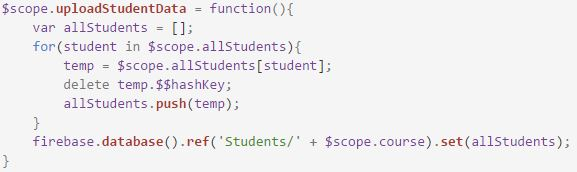 $scope.uploadStudentData = function(){
    var allStudents = [];
    for(student in $scope.allStudents){
        temp = $scope.allStudents[student];
        delete temp.$$hashKey;
        allStudents.push(temp);
    }
    firebase.database().ref('Students/' + $scope.course).set(allStudents);
}